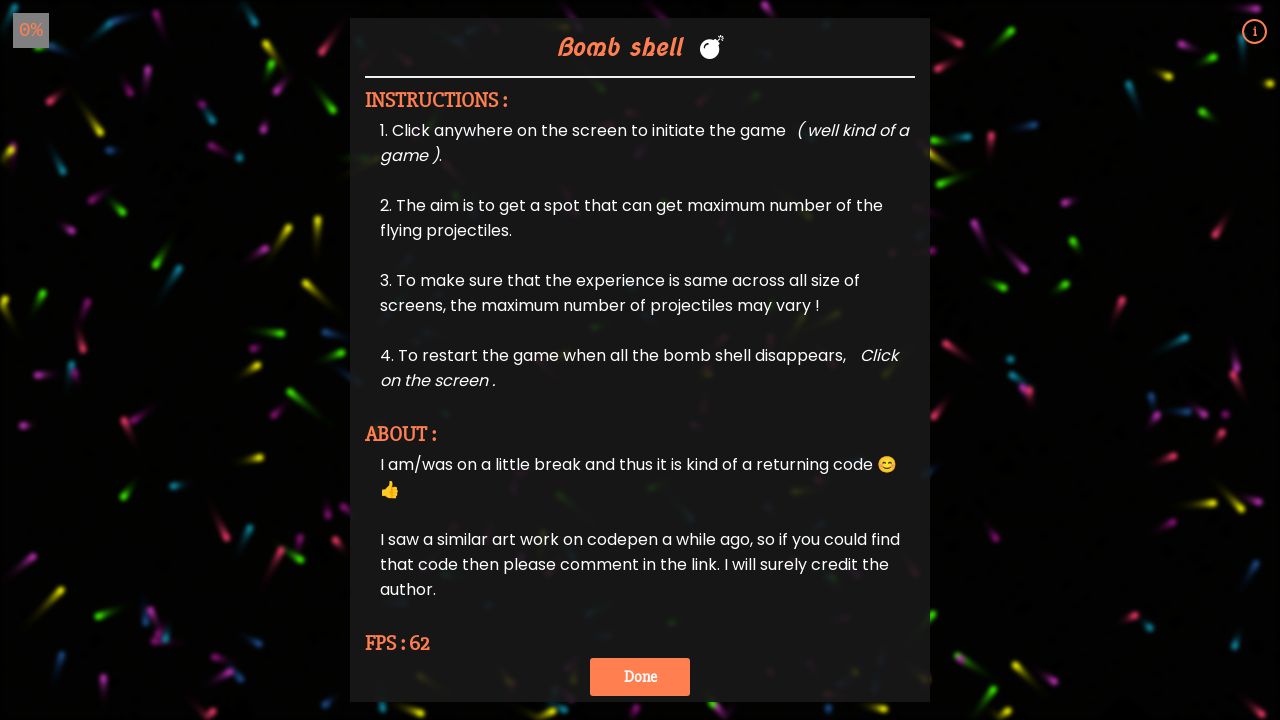 0%
i
Bomb shell 💣
INSTRUCTIONS :
1. Click anywhere on the screen to initiate the game ( well kind of a
game ).
2. The aim is to get a spot that can get maximum number of the
flying projectiles.
3. To make sure that the experience is same across all size of
screens, the maximum number of projectiles may vary !
4. To restart the game when all the bomb shell disappears, Click
on the screen .
ABOUT :
I am/was on a little break and thus it is kind of a returning code 😊
👍
I saw a similar art work on codepen a while ago, so if you could find
that code then please comment in the link. I will surely credit the
author.
FPS : 62
Done